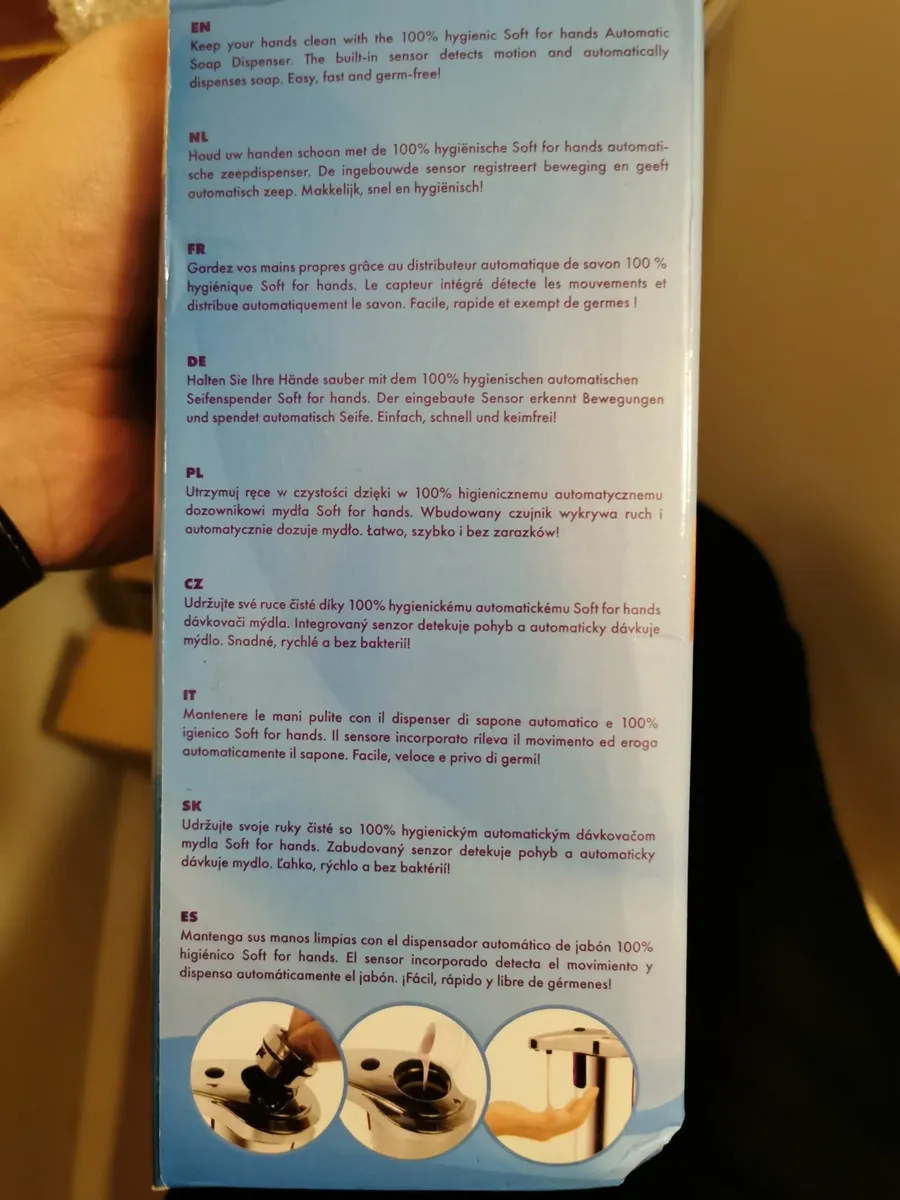 EN
Keep your hands clean with the 100% hygienic Soft for hands Automatic
Soap Dispenser. The built-in sensor detects motion and automatically
dispenses soap. Easy, fast and germ-free!
NL
Houd uw handen schoon met de 100% hygiënische Soft for hands automati-
sche zeepdispenser. De ingebouwde sensor registreert beweging en geeft
automatisch zeep. Makkelijk, snel en hygiënisch!
FR
Gardez vos mains propres grâce au distributeur automatique de savon 100 %
hygiénique Soft for hands. Le capteur intégré détecte les mouvements et
distribue automatiquement le savon. Facile, rapide et exempt de germes !
DE
Halten Sie Ihre Hände sauber mit dem 100% hygienischen automatischen
Seifenspender Soft for hands. Der eingebaute Sensor erkennt Bewegungen
und spendet automatisch Seife. Einfach, schnell und keimfrei!
PL
Utrzymuj ręce w czystości dzięki w 100% higienicznemu automatycznemu
dozownikowi mydła Soft for hands. Wbudowany czujnik wykrywa ruch i
automatycznie dozuje mydło. Łatwo, szybko i bez zarazków!
CZ
Udržujte své ruce čisté díky 100% hygienickému automatickému Soft for hands
dávkovači mýdla. Integrovaný senzor detekuje pohyb a automaticky dávkuje
mýdlo. Snadné, rychlé a bez bakterií!
IT
Mantenere le mani pulite con il dispenser di sapone automatico e 100%
igienico Soft for hands. Il sensore incorporato rileva il movimento ed eroga
automaticamente il sapone. Facile, veloce e privo di germi!
SK
Udržujte svoje ruky čisté so 100% hygienickým automatickým dávkovačom
mydla Soft for hands. Zabudovaný senzor detekuje pohyb a automaticky
dávkuje mydlo. Ľahko, rýchlo a bez baktérií!
ES
Mantenga sus manos limpias con el dispensador automático de jabón 100%
higiénico Soft for hands. El sensor incorporado detecta el movimiento y
dispensa automáticamente el jabón. ¡Fácil, rápido y libre de gérmenes!